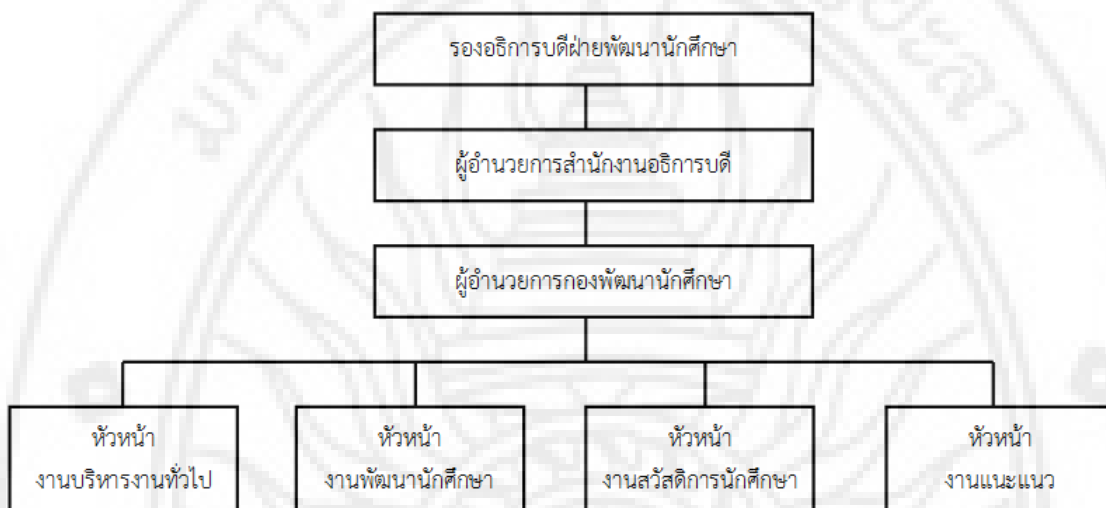 รองอธิการบดีฝ่ายพัฒนานักศึกษา
ผู้อำนวยการสำนักงานอธิการบดี
ผู้อำนวยการกองพัฒนานักศึกษา
หัวหน้า
งานบริหารงานทั่วไป
หัวหน้า
งานพัฒนานักศึกษา
หัวหน้า
งานสวัสดิการนักศึกษา
หัวหน้า
งานแนะแนว